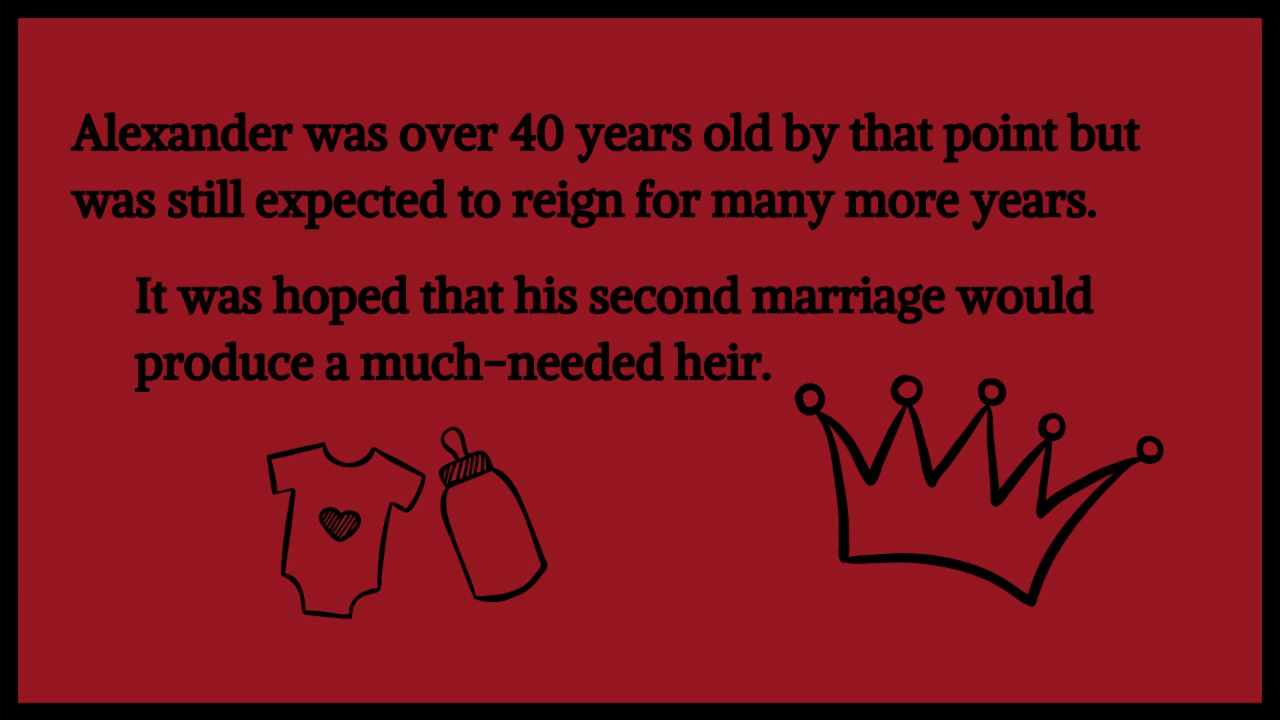 Alexander was over 40 years old by that point but
was still expected to reign for many more years.
It was hoped that his second marriage would
produce a much-needed heir.